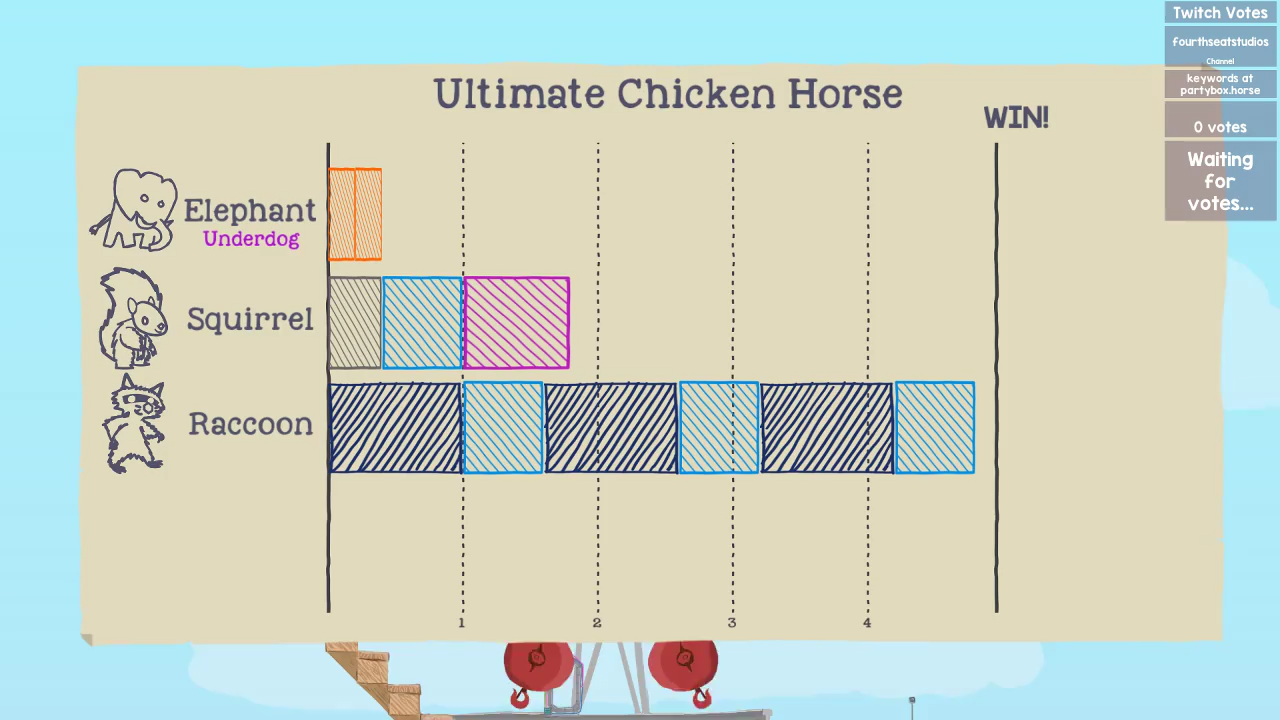 Twitch Votes
fourthseatstudios
Channel
keywords at
partybox.horse
0 votes
Waiting
for
votes...
Ultimate Chicken Horse
WIN!
Elephant
Underdog
Squirrel
Raccoon
1 2 3 4